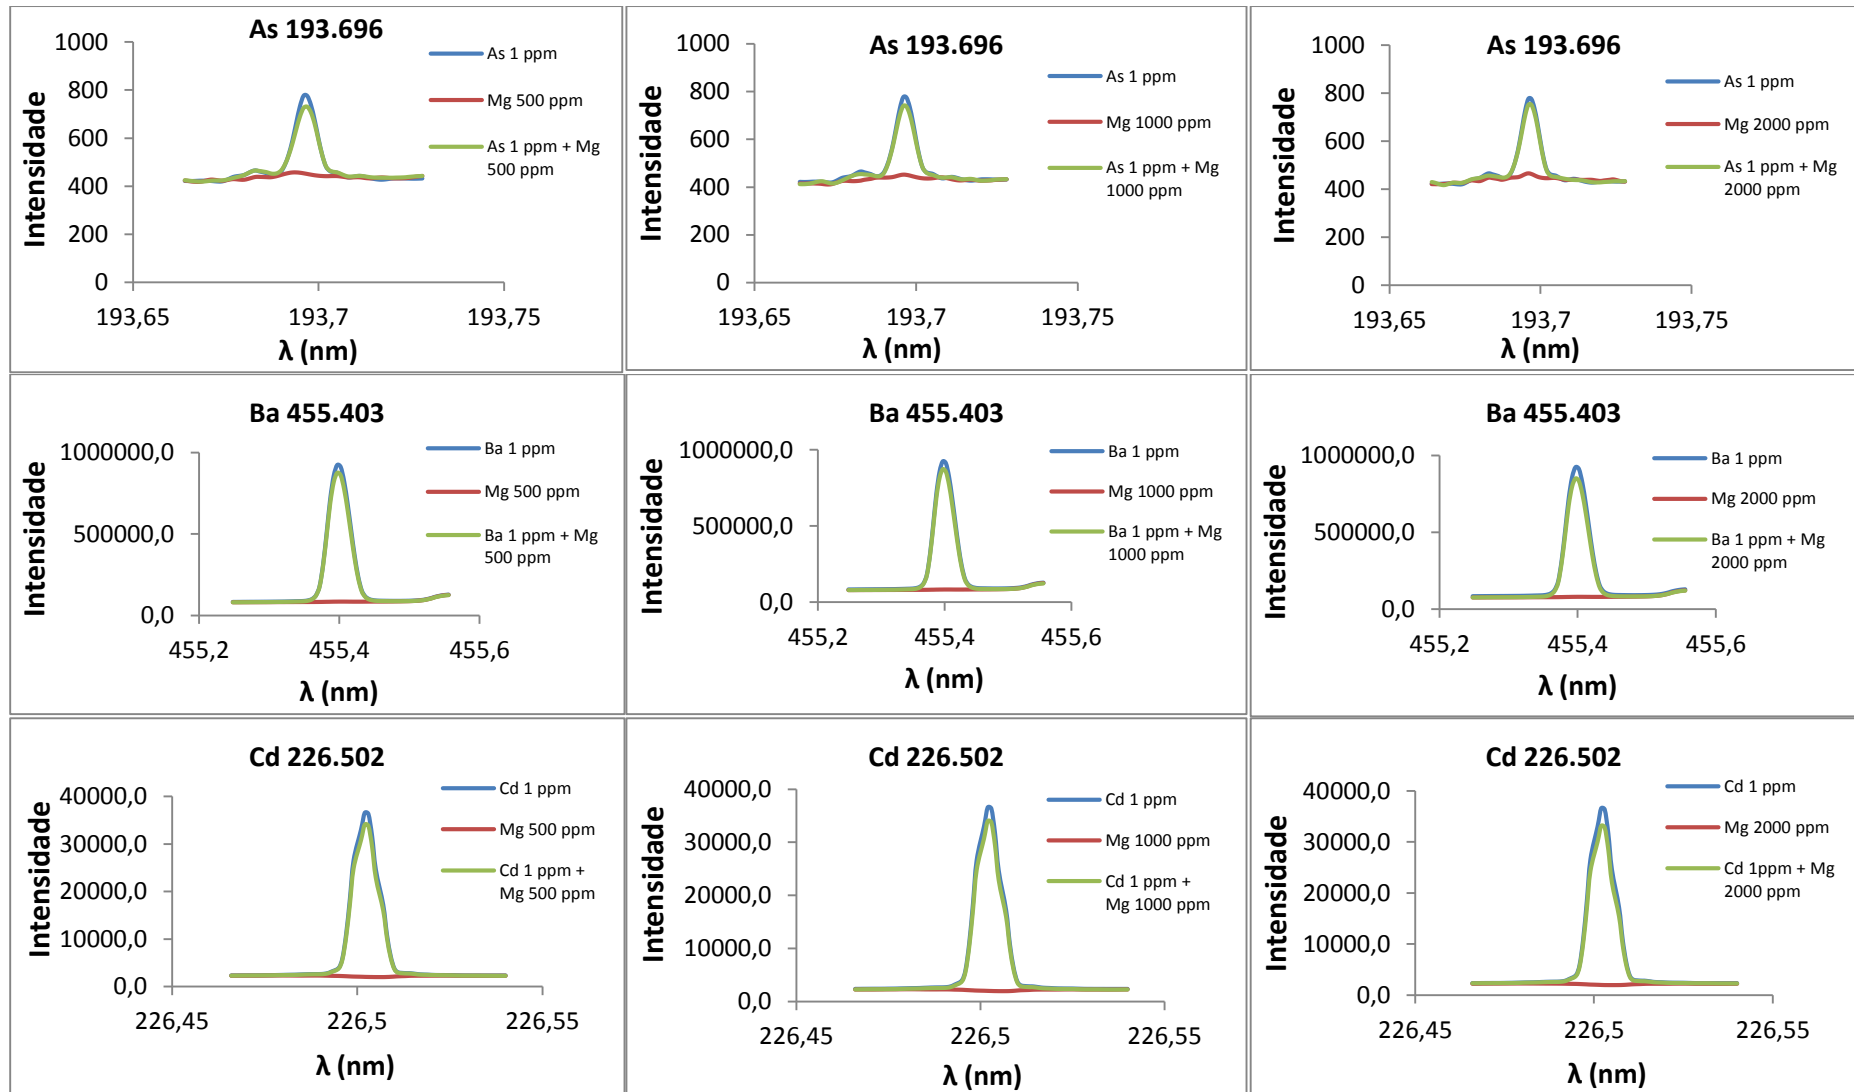 As 193.696
1000
800
600
400
200
0
Intensidade
193,65
193,7
193,75
λ (nm)
As 1 ppm
Mg 500 ppm
As 1 ppm + Mg
500 ppm
As 193.696
1000
800
600
400
200
0
Intensidade
193,65
193,7
193,75
λ (nm)
As 1 ppm
Mg 1000 ppm
As 1 ppm + Mg
1000 ppm
As 193.696
1000
800
600
400
200
0
Intensidade
193,65
193,7
193,75
λ (nm)
As 1 ppm
Mg 2000 ppm
As 1 ppm + Mg
2000 ppm
Ba 455.403
1000000,0
500000,0
0,0
Intensidade
455,2
455,4
455,6
λ (nm)
Ba 1 ppm
Mg 500 ppm
Ba 1 ppm + Mg
500 ppm
Ba 455.403
1000000,0
500000,0
0,0
Intensidade
455,2
455,4
455,6
λ (nm)
Ba 1 ppm
Mg 1000 ppm
Ba 1 ppm + Mg
1000 ppm
Ba 455.403
1000000,0
500000,0
0,0
Intensidade
455,2
455,4
455,6
λ (nm)
Ba 1 ppm
Mg 2000 ppm
Ba 1 ppm + Mg
2000 ppm
Cd 226.502
40000,0
30000,0
20000,0
10000,0
0,0
Intensidade
226,45
226,5
226,55
λ (nm)
Cd 1 ppm
Mg 500 ppm
Cd 1 ppm +
Mg 500 ppm
Cd 226.502
40000,0
30000,0
20000,0
10000,0
0,0
Intensidade
226,45
226,5
226,55
λ (nm)
Cd 1 ppm
Mg 1000 ppm
Cd 1 ppm +
Mg 1000 ppm
Cd 226.502
40000,0
30000,0
20000,0
10000,0
0,0
Intensidade
226,45
226,5
226,55
λ (nm)
Cd 1 ppm
Mg 2000 ppm
Cd 1ppm + Mg
2000 ppm